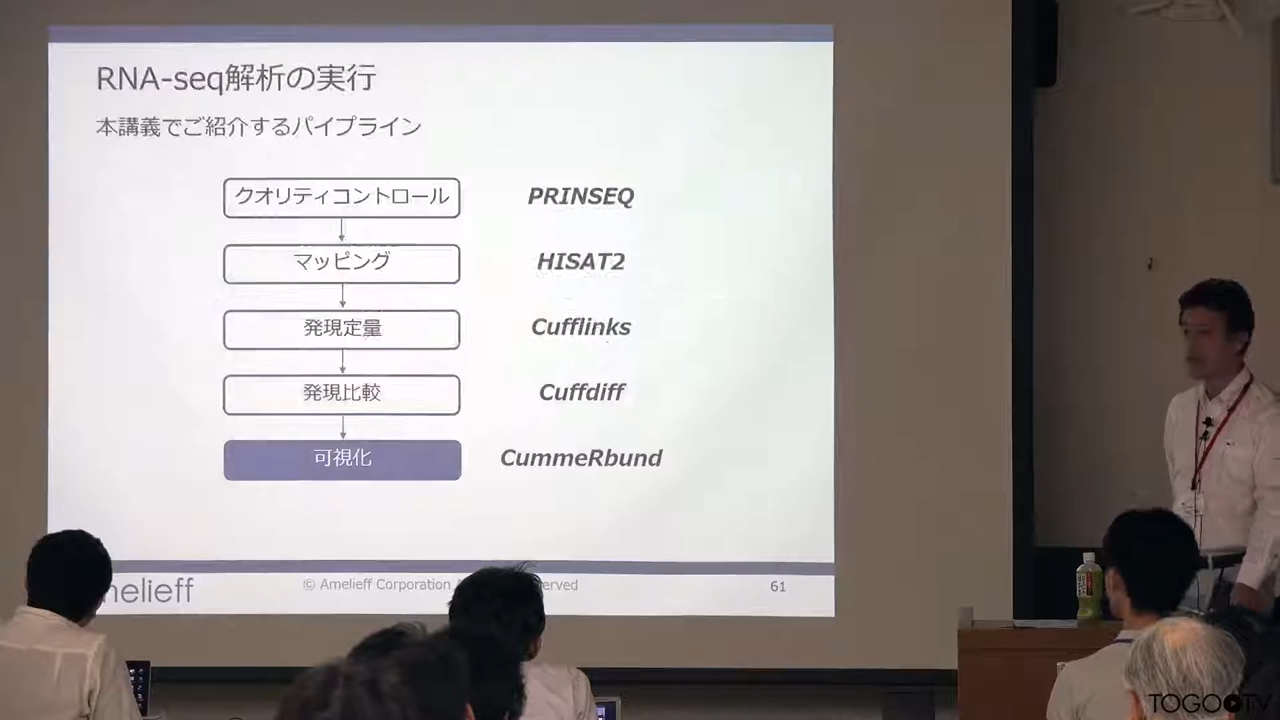 RNA-seq解析の実行
本講義でご紹介するパイプライン
クオリティコントロール PRINSEQ
マッピング HISAT2
発現定量 Cufflinks
発現比較 Cuffdiff
可視化 CummeRbund
melieff
© Amelieff Corporation erved
61
TOGOTV